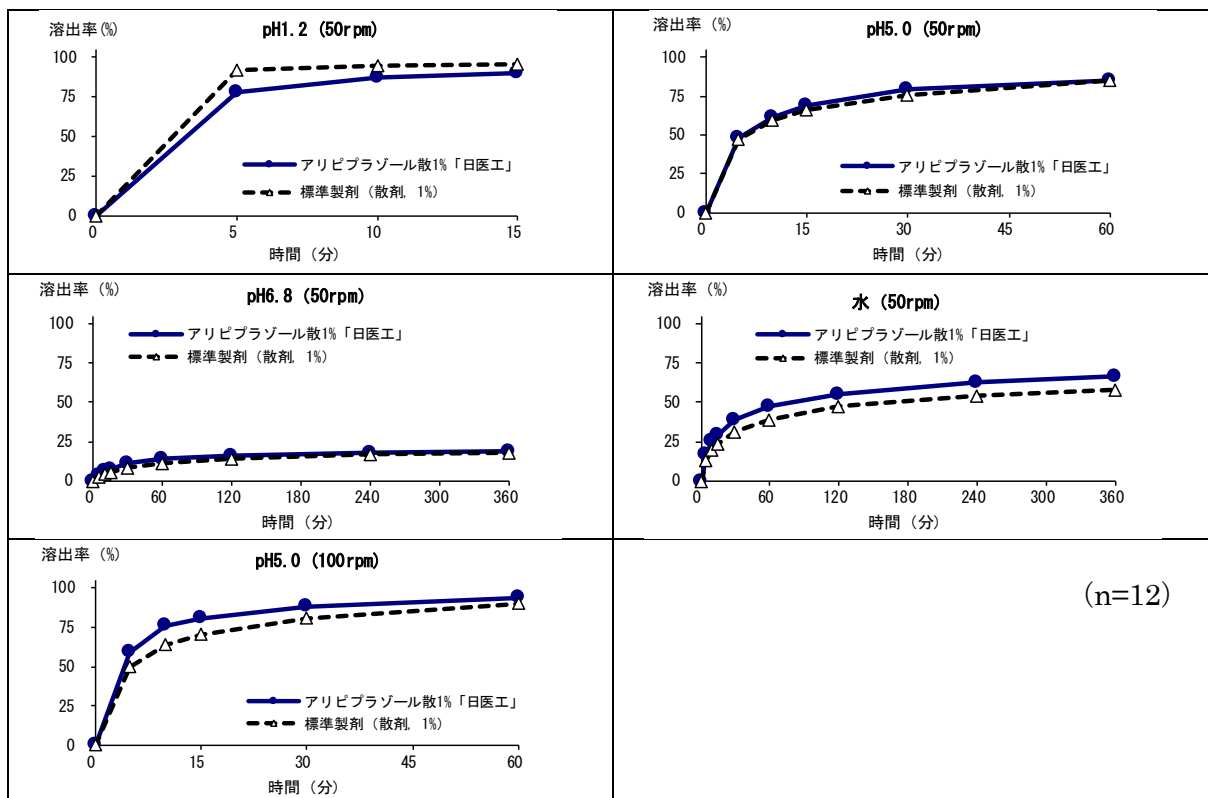 溶出率(%)
pH1.2 (50rpm)
100
75
50
25
0
アリピプラゾール散1%「日医工」
標準製剤 (散剤, 1%)
0 5 10 15
時間 (分)
溶出率 (%)
pH5.0 (50rpm)
100
75
50
25
0
アリピプラゾール散1%「日医工」
標準製剤 (散剤, 1%)
0 15 30 45 60
時間 (分)
溶出率 (%)
pH6.8 (50rpm)
100
75
50
25
0
アリピプラゾール散1%「日医工」
標準製剤 (散剤, 1%)
0 60 120 180 240 300 360
時間 (分)
溶出率 (%)
水 (50rpm)
100
75
50
25
0
アリピプラゾール散1%「日医工」
標準製剤 (散剤, 1%)
0 60 120 180 240 300 360
時間 (分)
溶出率 (%)
pH5.0 (100rpm)
100
75
50
25
0
アリピプラゾール散1%「日医工」
標準製剤 (散剤, 1%)
0 15 30 45 60
時間 (分)
(n=12)